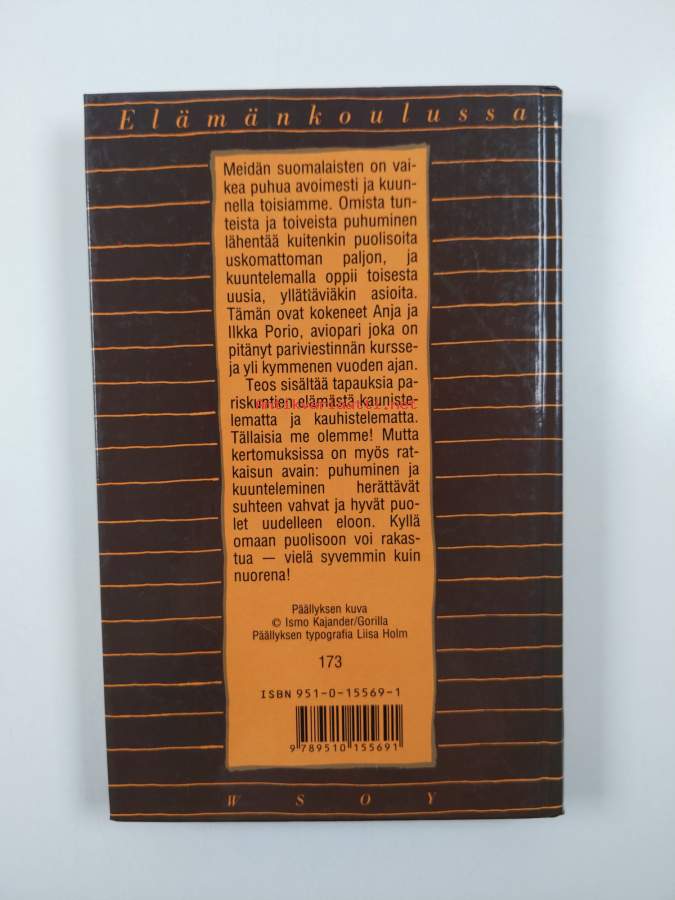 Elämänkoulussa
Meidän suomalaisten on vai-
kea puhua avoimesti ja kuun-
nella toisiamme. Omista tun-
teista ja toiveista puhuminen
lähentää kuitenkin puolisoita
uskomattoman paljon, ja
kuuntelemalla oppii toisesta
uusia, yllättäviäkin asioita.
Tämän ovat kokeneet Anja ja
Ilkka Porio, aviopari joka on
pitänyt pariviestinnän kursse-
ja yli kymmenen vuoden ajan.
Teos sisältää tapauksia pa-
riskuntien elämästä kauniste-
antikvariaatti.net
lematta ja kauhistelematta.
Tällaisia me olemme! Mutta
kertomuksissa on myös rat-
kaisun avain: puhuminen ja
kuunteleminen herättävät
suhteen vahvat ja hyvät puo-
let uudelleen eloon. Kyllä
omaan puolisoon voi rakas-
tua — vielä syvemmin kuin
nuorena!
Päällyksen kuva
© Ismo Kajander/Gorilla
Päällyksen typografia Liisa Holm
173
ISBN 951-0-15569-1
9 789510 155691
WSOY